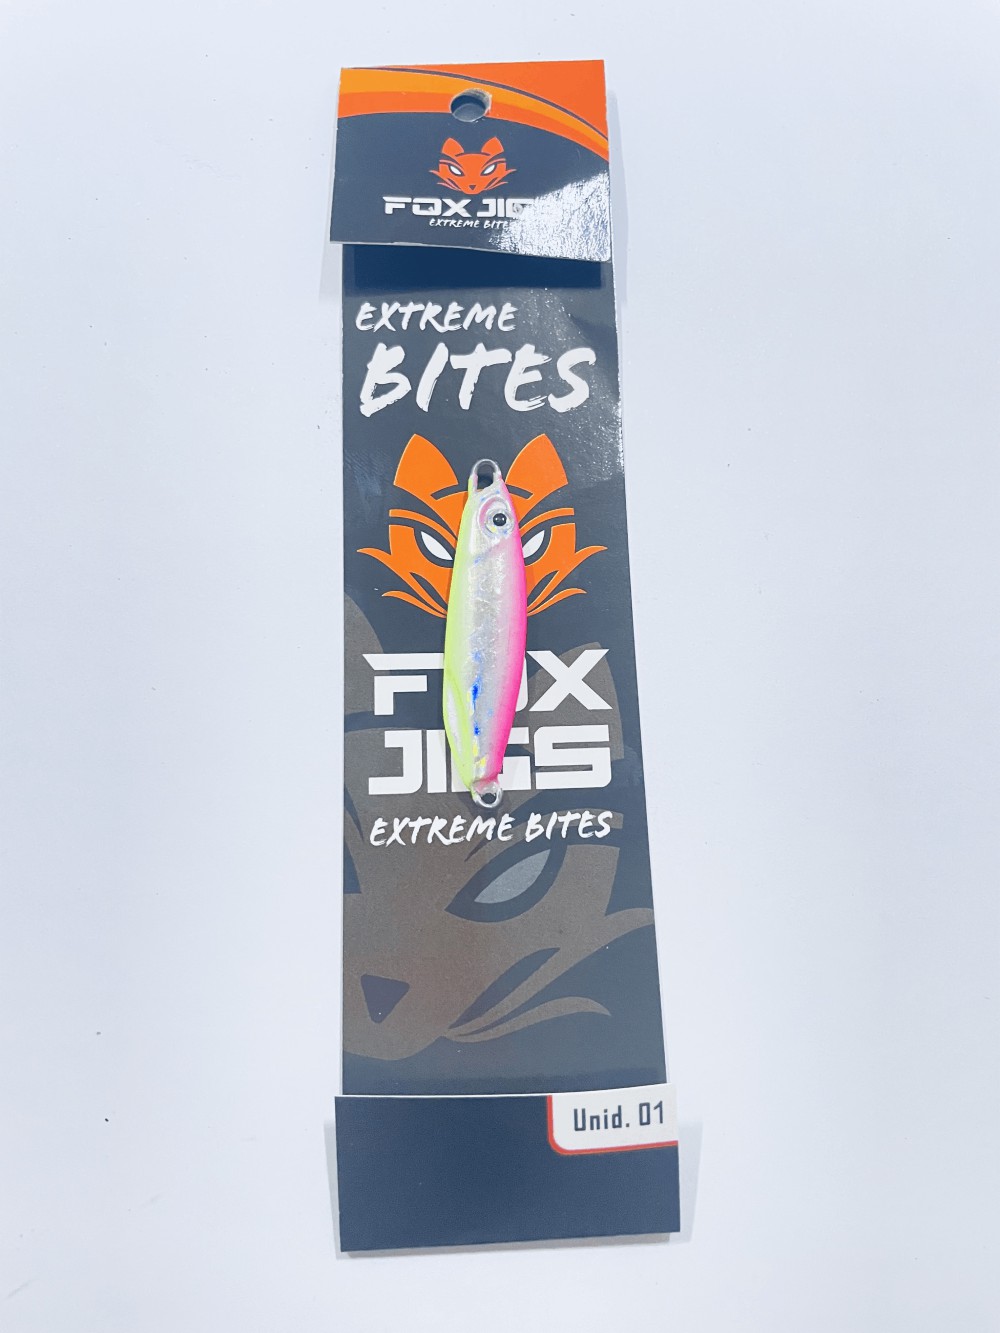 FOX JIGS
EXTREME BITES
EXTREME
BITES
FOX
JIGS
EXTREME BITES
Unid. 01